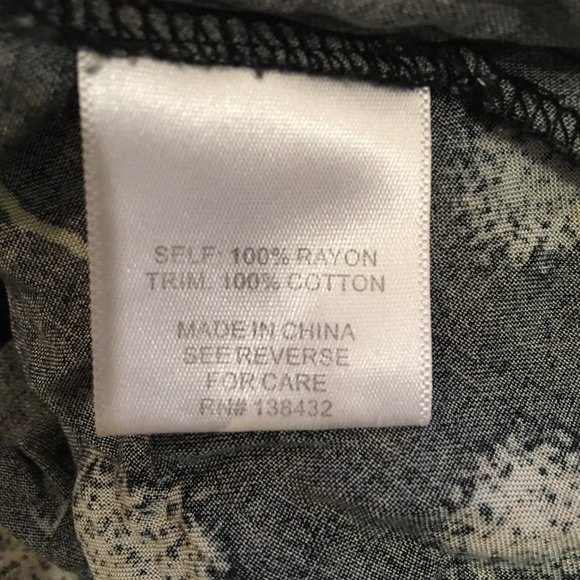 SELF: 100% RAYON
TRIM: 100% COTTON
MADE IN CHINA
SEE REVERSE
FOR CARE
RN# 138432